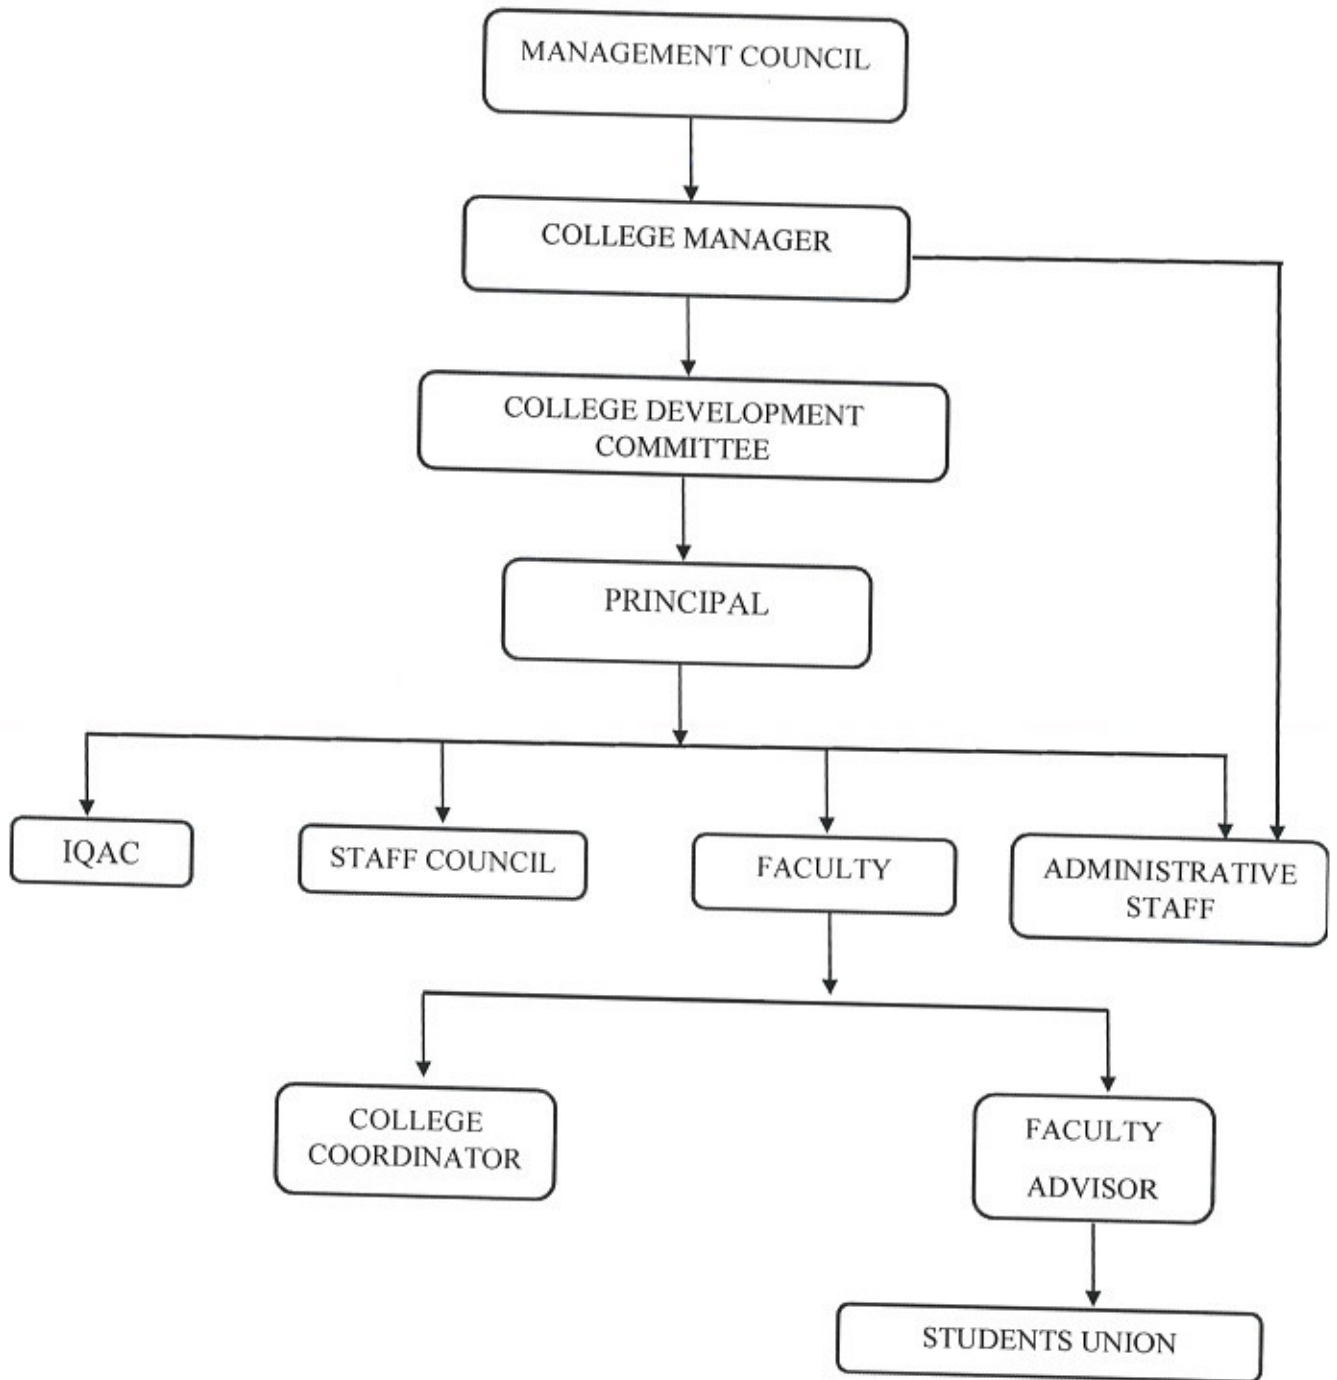 MANAGEMENT COUNCIL
COLLEGE MANAGER
COLLEGE DEVELOPMENT
COMMITTEE
PRINCIPAL
IQAC
STAFF COUNCIL
FACULTY
ADMINISTRATIVE
STAFF
COLLEGE
COORDINATOR
FACULTY
ADVISOR
STUDENTS UNION